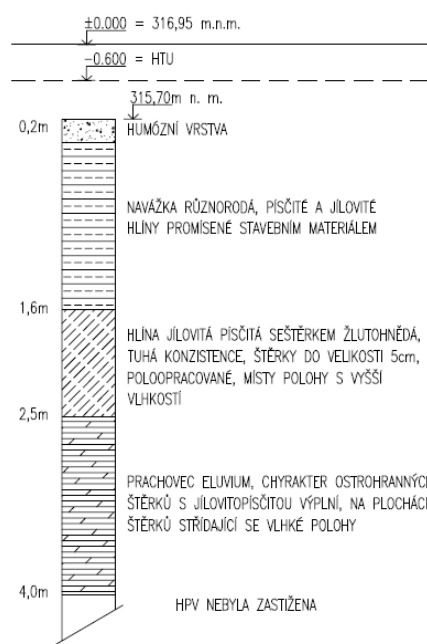 ±0.000 = 316,95 m.n.m.
-0.600 = HTU
315,70m n. m.
0,2m
HUMÓZNÍ VRSTVA
NAVÁŽKA RŮZNORODÁ, PÍSČITÉ A JÍLOVITÉ
HLÍNY PROMÍSENÉ STAVEBNÍM MATERIÁLEM
1,6m
HLÍNA JÍLOVITÁ PÍSČITÁ SEŠTĚRKEM ŽLUTOHNĚDÁ,
TUHÁ KONZISTENCE, ŠTĚRKY DO VELIKOSTI 5cm,
POLOOPRACOVANÉ, MÍSTY POLOHY S VYŠŠÍ
VLHKOSTÍ
2,5m
PRACHOVEC ELUVIUM, CHYRAKTER OSTROHRANNÝC
ŠTĚRKŮ S JÍLOVITOPÍSČITOU VÝPLNÍ, NA PLOCHÁC
ŠTĚRKŮ STŘÍDAJÍCÍ SE VLHKÉ POLOHY
4,0m
HPV NEBYLA ZASTIŽENA